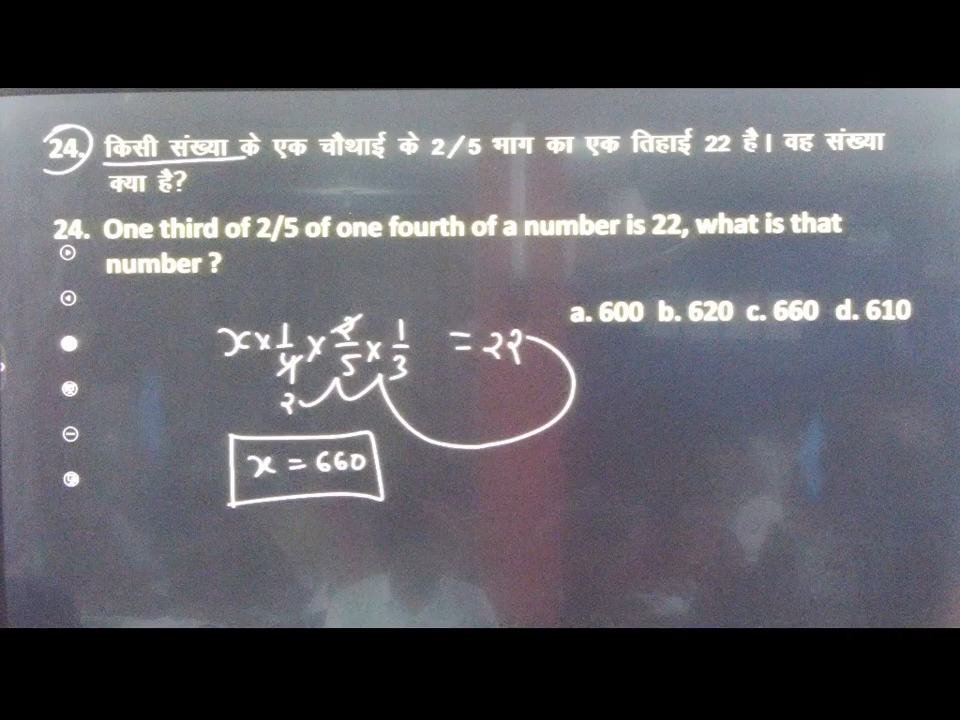 24. किसी संख्या के एक चौथाई के 2/5 भाग का एक तिहाई 22 है। वह संख्या
क्या है?
24. One third of 2/5 of one fourth of a number is 22, what is that
number ?
a. 600 b. 620 c. 660 d. 610
x × 1/4 × 2/5 × 1/3 = 22
2
x = 660